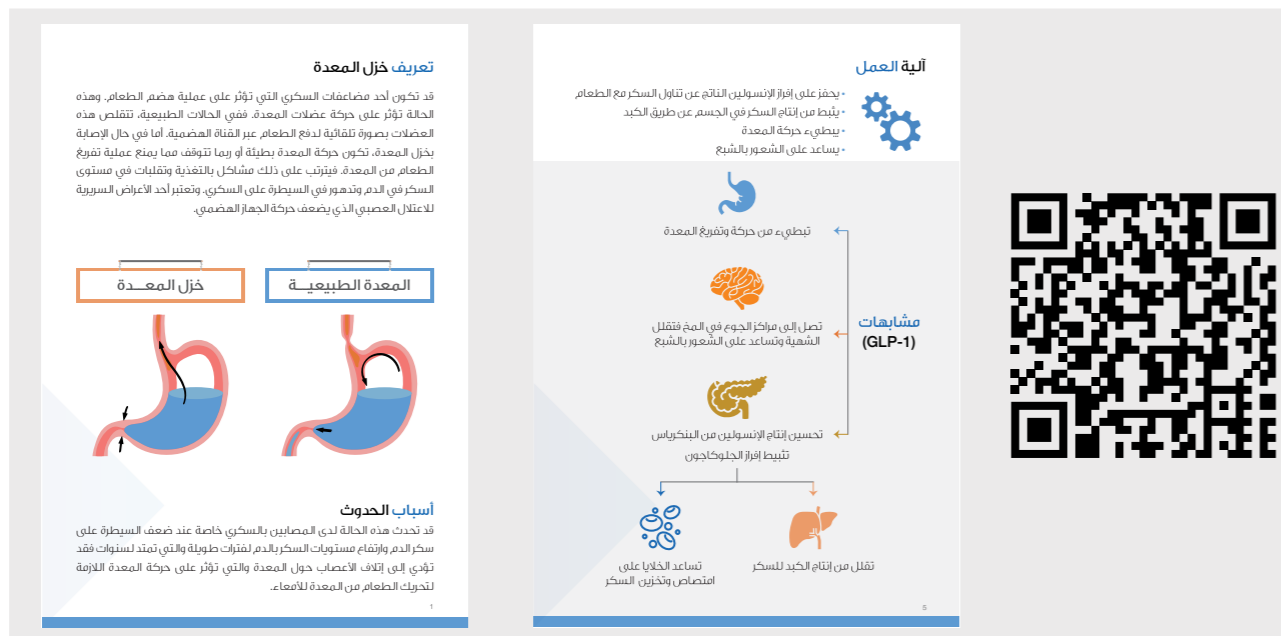 آلية العمل
• يحفز على إفراز الإنسولين الناتج عن تناول السكر مع الطعام
• يثبط من إنتاج السكر في الجسم عن طريق الكبد
• يبطيء حركة المعدة
• يساعد على الشعور بالشبع
تبطيء من حركة وتفريغ المعدة
مشابهات
(GLP-1)
تصل إلى مراكز الجوع في المخ فتقلل
الشهية وتساعد على الشعور بالشبع
تحسين إنتاج الإنسولين من البنكرياس
تثبيط إفراز الجلوكاجون
تقلل من إنتاج الكبد للسكر
تساعد الخلايا على
امتصاص وتخزين السكر
5
تعريف خزل المعدة
قد تكون أحد مضاعفات السكري التي تؤثر على عملية هضم الطعام. وهذه
الحالة تؤثر على حركة عضلات المعدة. ففي الحالات الطبيعية، تتقلص هذه
العضلات بصورة تلقائية لدفع الطعام عبر القناة الهضمية. أما في حال الإصابة
بخزل المعدة، تكون حركة المعدة بطيئة أو ربما تتوقف مما يمنع عملية تفريغ
الطعام من المعدة. فيترتب على ذلك مشاكل بالتغذية وتقلبات في مستوى
السكر في الدم وتدهور في السيطرة على السكري. وتعتبر أحد الأعراض السريرية
للاعتلال العصبي الذي يضعف حركة الجهاز الهضمي.
المعدة الطبيعيـــة
خزل المعــدة
أسباب الحدوث
قد تحدث هذه الحالة لدى المصابين بالسكري خاصة عند ضعف السيطرة على
سكر الدم وارتفاع مستويات السكر بالدم لفترات طويلة والتي تمتد لسنوات فقد
تؤدي إلى إتلاف الأعصاب حول المعدة والتي تؤثر على حركة المعدة اللازمة
لتحريك الطعام من المعدة للأمعاء.
1